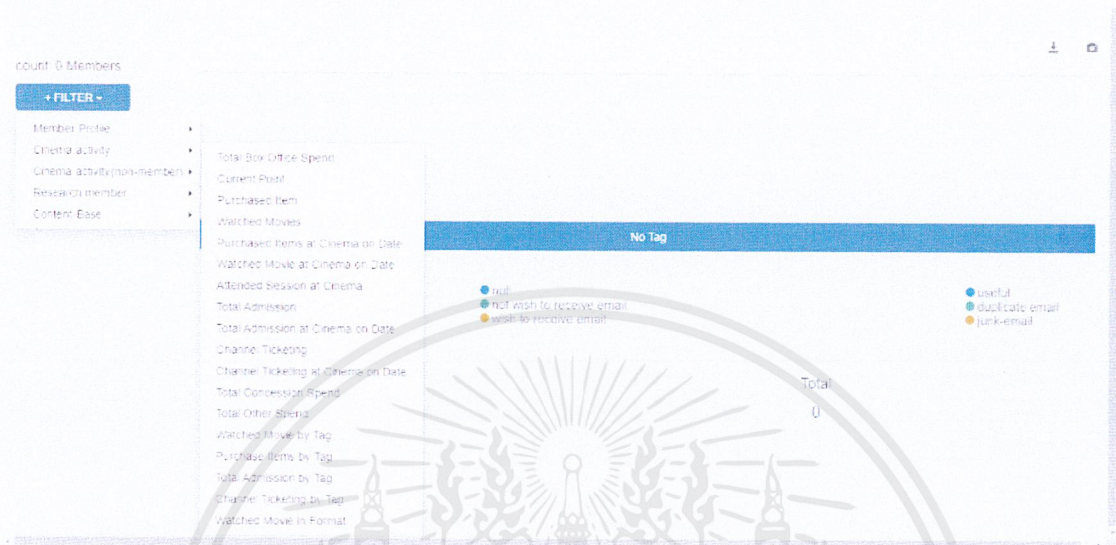 count: 0 Members
+ FILTER
Member Profile
Cinema activity
Cinema activity(non-members)
Research member
Content-Base
Total Box Office Spend
Current Point
Purchased Item
Watched Movies
Purchased Items at Cinema on Date
Watched Movie at Cinema on Date
Attended Session at Cinema
Total Admission
Total Admission at Cinema on Date
Channel Ticketing
Channel Ticketing at Cinema on Date
Total Concession Spend
Total Other Spend
Watched Movie by Tag
Purchase Items by Tag
Total Admission by Tag
Channel Ticketing by Tag
Watched Movie in Format
No Tag
null
not wish to receive email
wish to receive email
useful
duplicate email
junk-email
Total
0